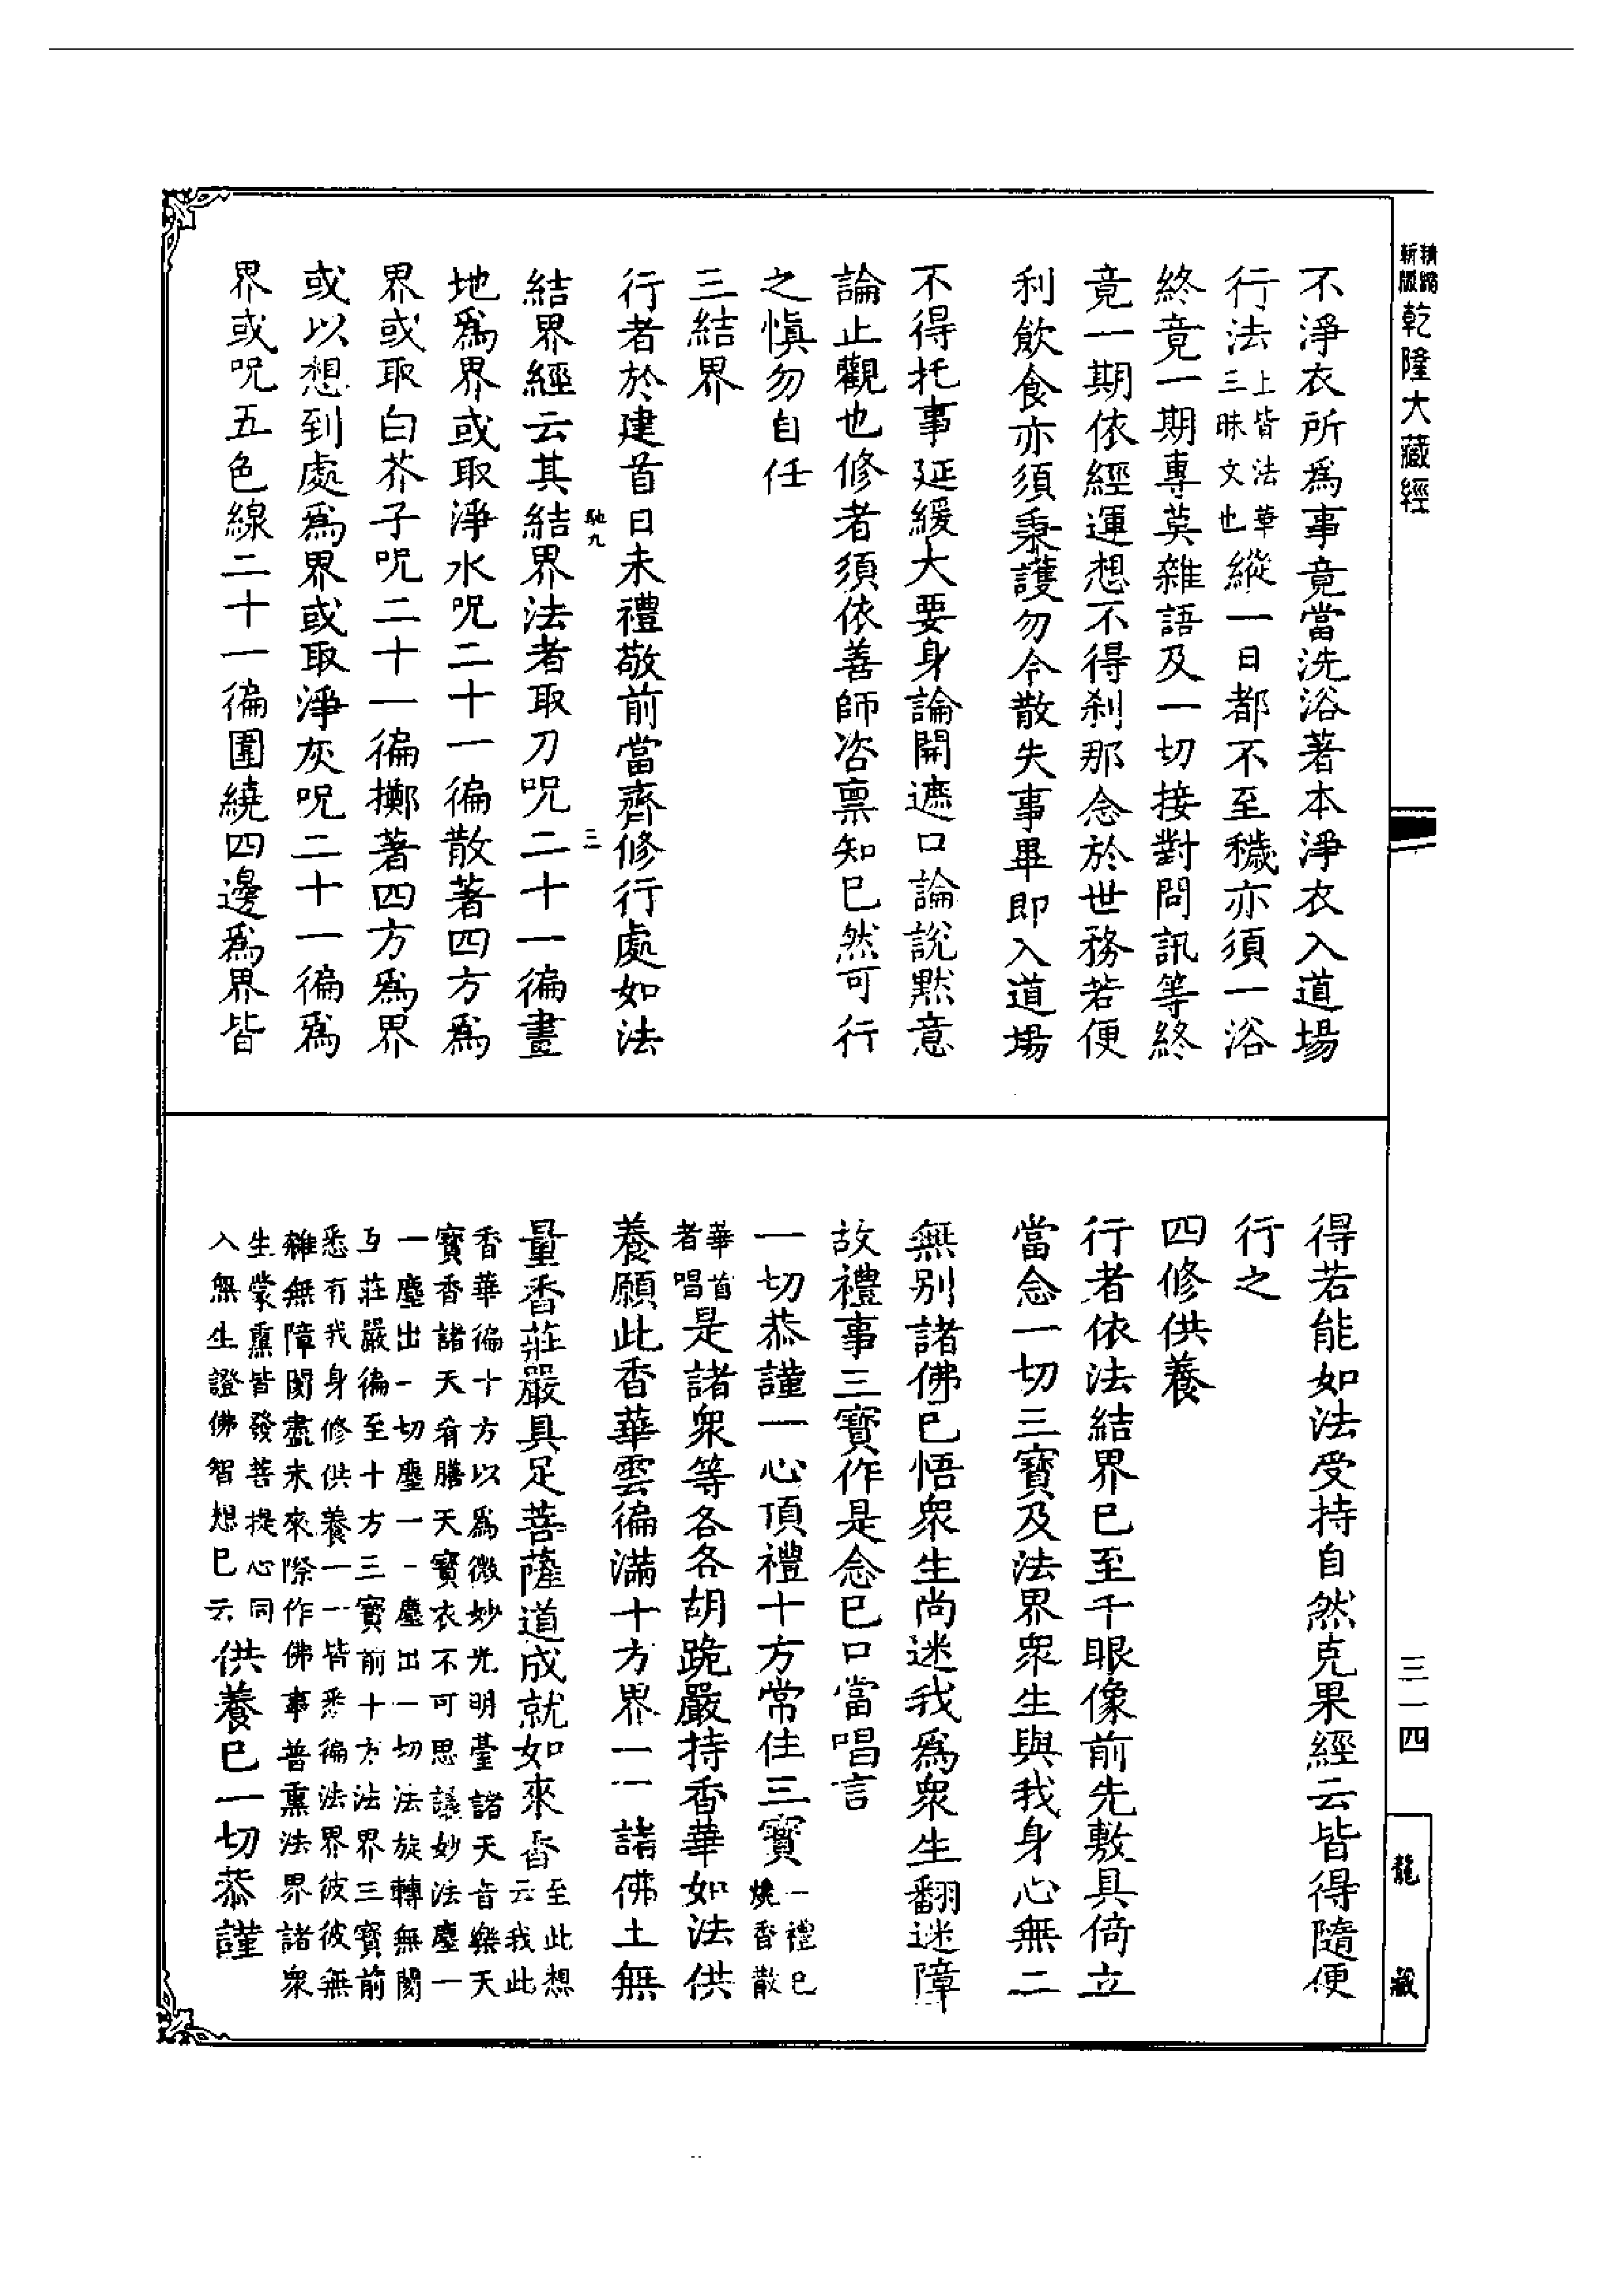 精縮新版乾隆大藏經
不淨衣所爲事竟當洗浴著本淨衣入道場
行法上皆法華三昧文也縱一日都不至穢亦須一浴
終竟一期專莫雜語及一切接對問訊等終
竟一期依經運想不得刹那念於世務若便
利飲食亦須秉護勿令散失事畢即入道場
不得托事延緩大要身論開遮口論說默意
論止觀也修者須依善師咨禀知已然可行
之慎勿自任
三結界
行者於建首日未禮敬前當齊修行處如法
馳九 三
結界經云其結界法者取刀呪二十一徧畫
地爲界或取淨水呪二十一徧散著四方爲
界或取白芥子呪二十一徧擲著四方爲界
或以想到處爲界或取淨灰呪二十一徧爲
界或呪五色線二十一徧圍繞四邊爲界皆
得若能如法受持自然克果經云皆得隨便
行之
四修供養
行者依法結界已至千眼像前先敷具倚立
當念一切三寶及法界眾生與我身心無二
無別諸佛已悟眾生尚迷我爲眾生翻迷障
故禮事三寶作是念已口當唱言
一切恭謹一心頂禮十方常住三寶一禮已燒香散
華首者唱是諸眾等各各胡跪嚴持香華如法供
養願此香華雲徧滿十方界一一諸佛土無
量香莊嚴具足菩薩道成就如來香至此想云我此
香華徧十方以爲微妙光明臺諸天音樂天
寶香諸天肴膳天寶衣不可思議妙法塵一
一塵出一切塵一一塵出一切法旋轉無閡
互莊嚴徧至十方三寶前十方法界三寶前
悉有我身修供養一一皆悉徧法界彼彼無
雜無障閡盡未來際作佛事普熏法界諸眾
生蒙熏皆發菩提心同
入無生證佛智想已云供養已一切恭謹
三一四
龍藏